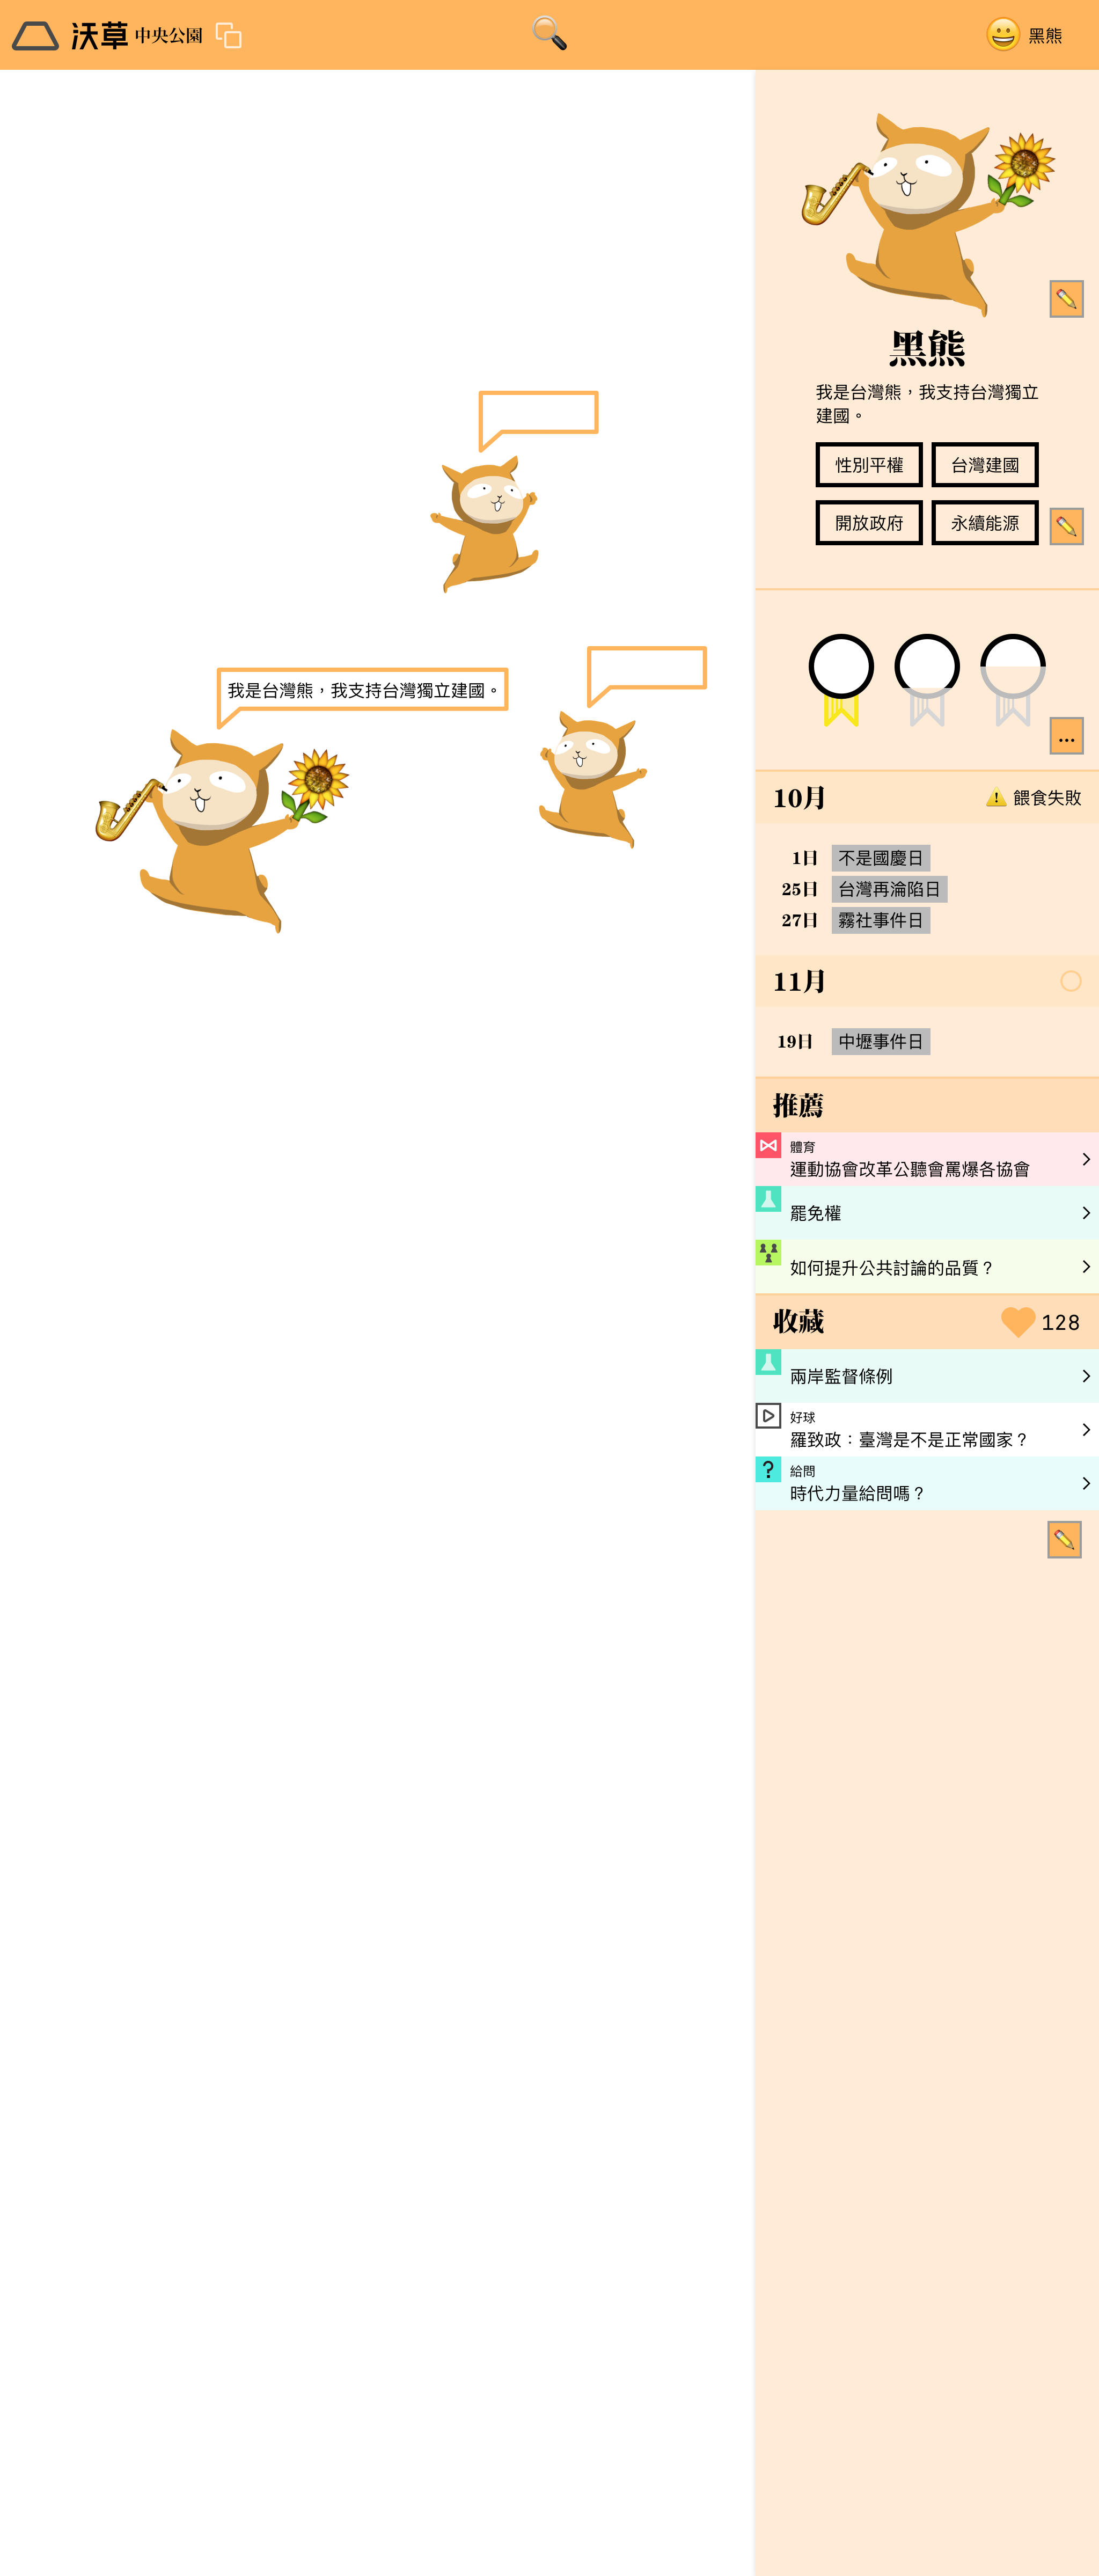 沃草 中央公園
黑熊
我是台灣熊，我支持台灣獨立建國。
黑熊
我是台灣熊，我支持台灣獨立
建國。
性別平權 台灣建國
開放政府 永續能源
...
10月 餵食失敗
1日 不是國慶日
25日 台灣再淪陷日
27日 霧社事件日
11月
19日 中壢事件日
推薦
體育
運動協會改革公聽會罵爆各協會
罷免權
如何提升公共討論的品質？
收藏 128
兩岸監督條例
好球
羅致政：臺灣是不是正常國家？
?
給問
時代力量給問嗎？